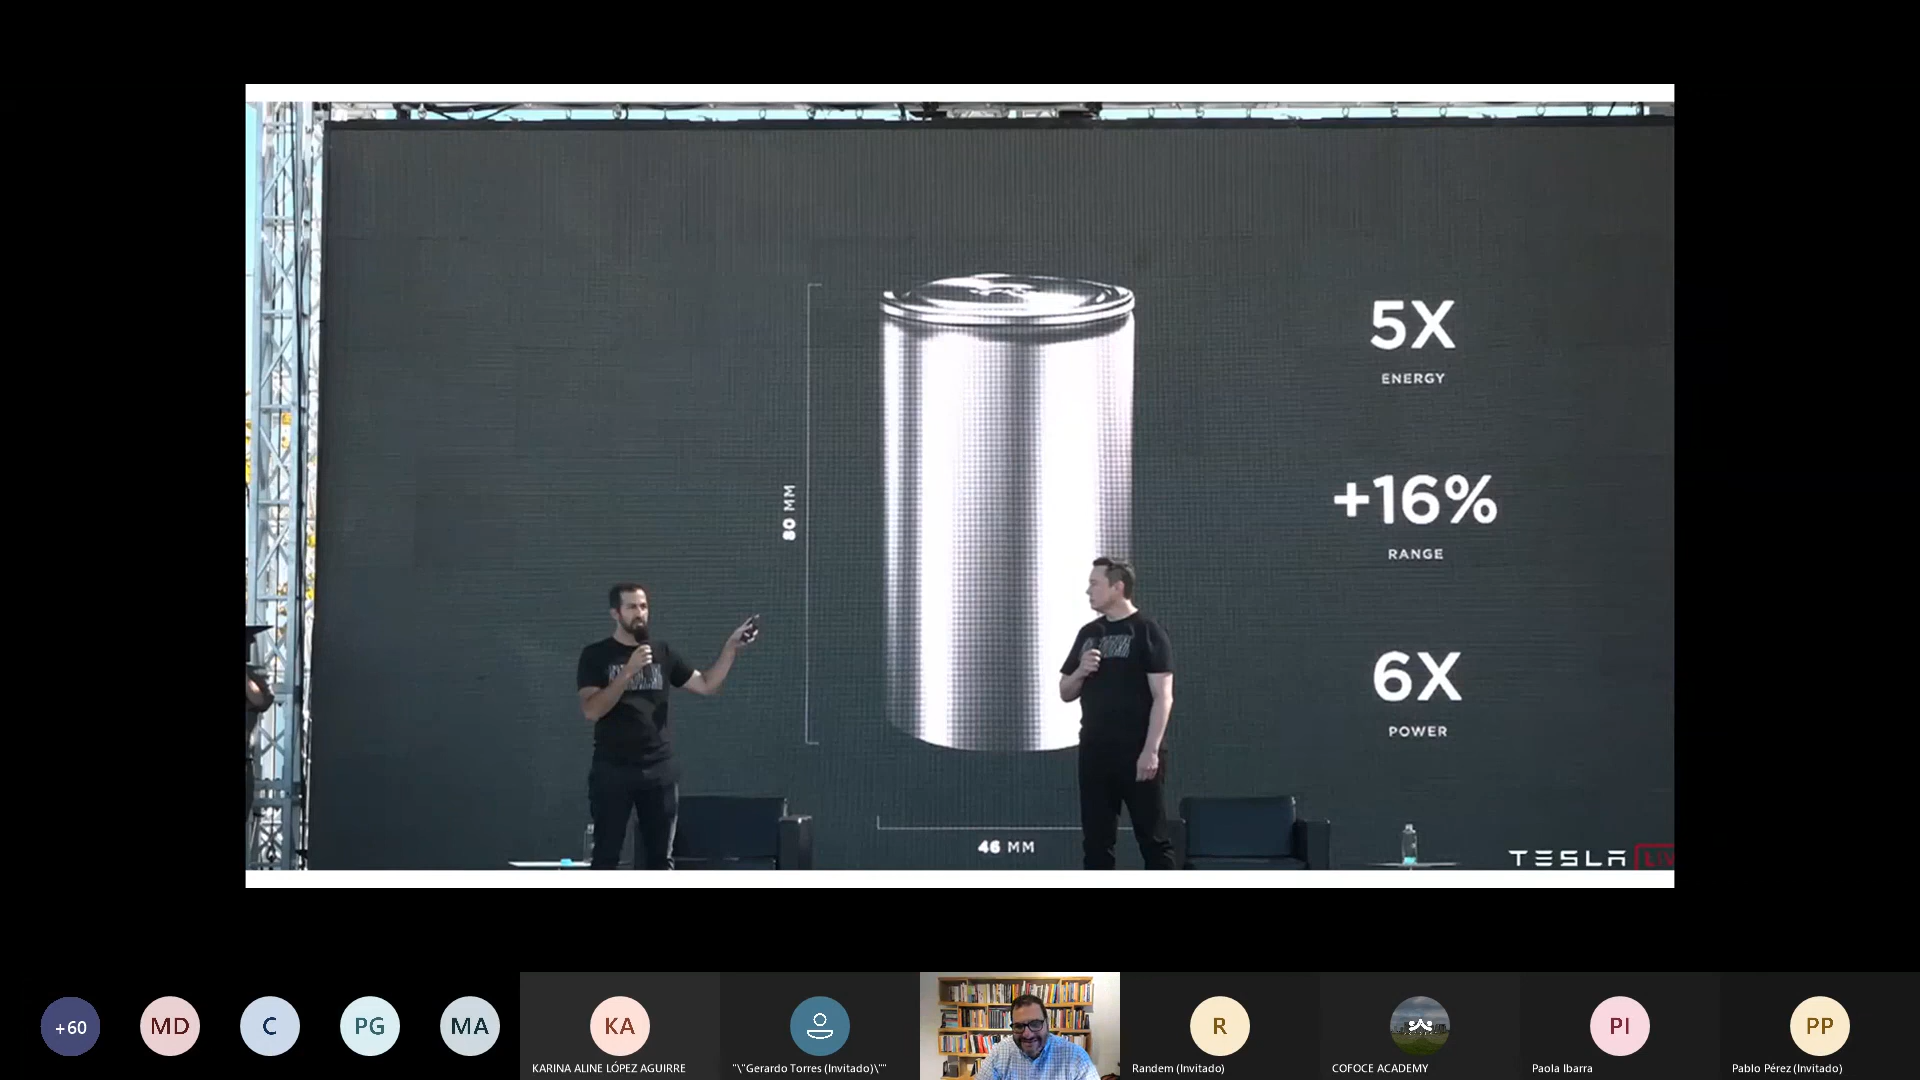 5X
ENERGY
+16%
RANGE
80 MM
6X
POWER
46 MM
TESLA LIV
+60
MD
C
PG
MA
KA
R
PI
PP
KARINA ALINE LÓPEZ AGUIRRE
"\"Gerardo Torres (Invitado)\""
Randem (Invitado)
COFOCE ACADEMY
Paola Ibarra
Pablo Pérez (Invitado)